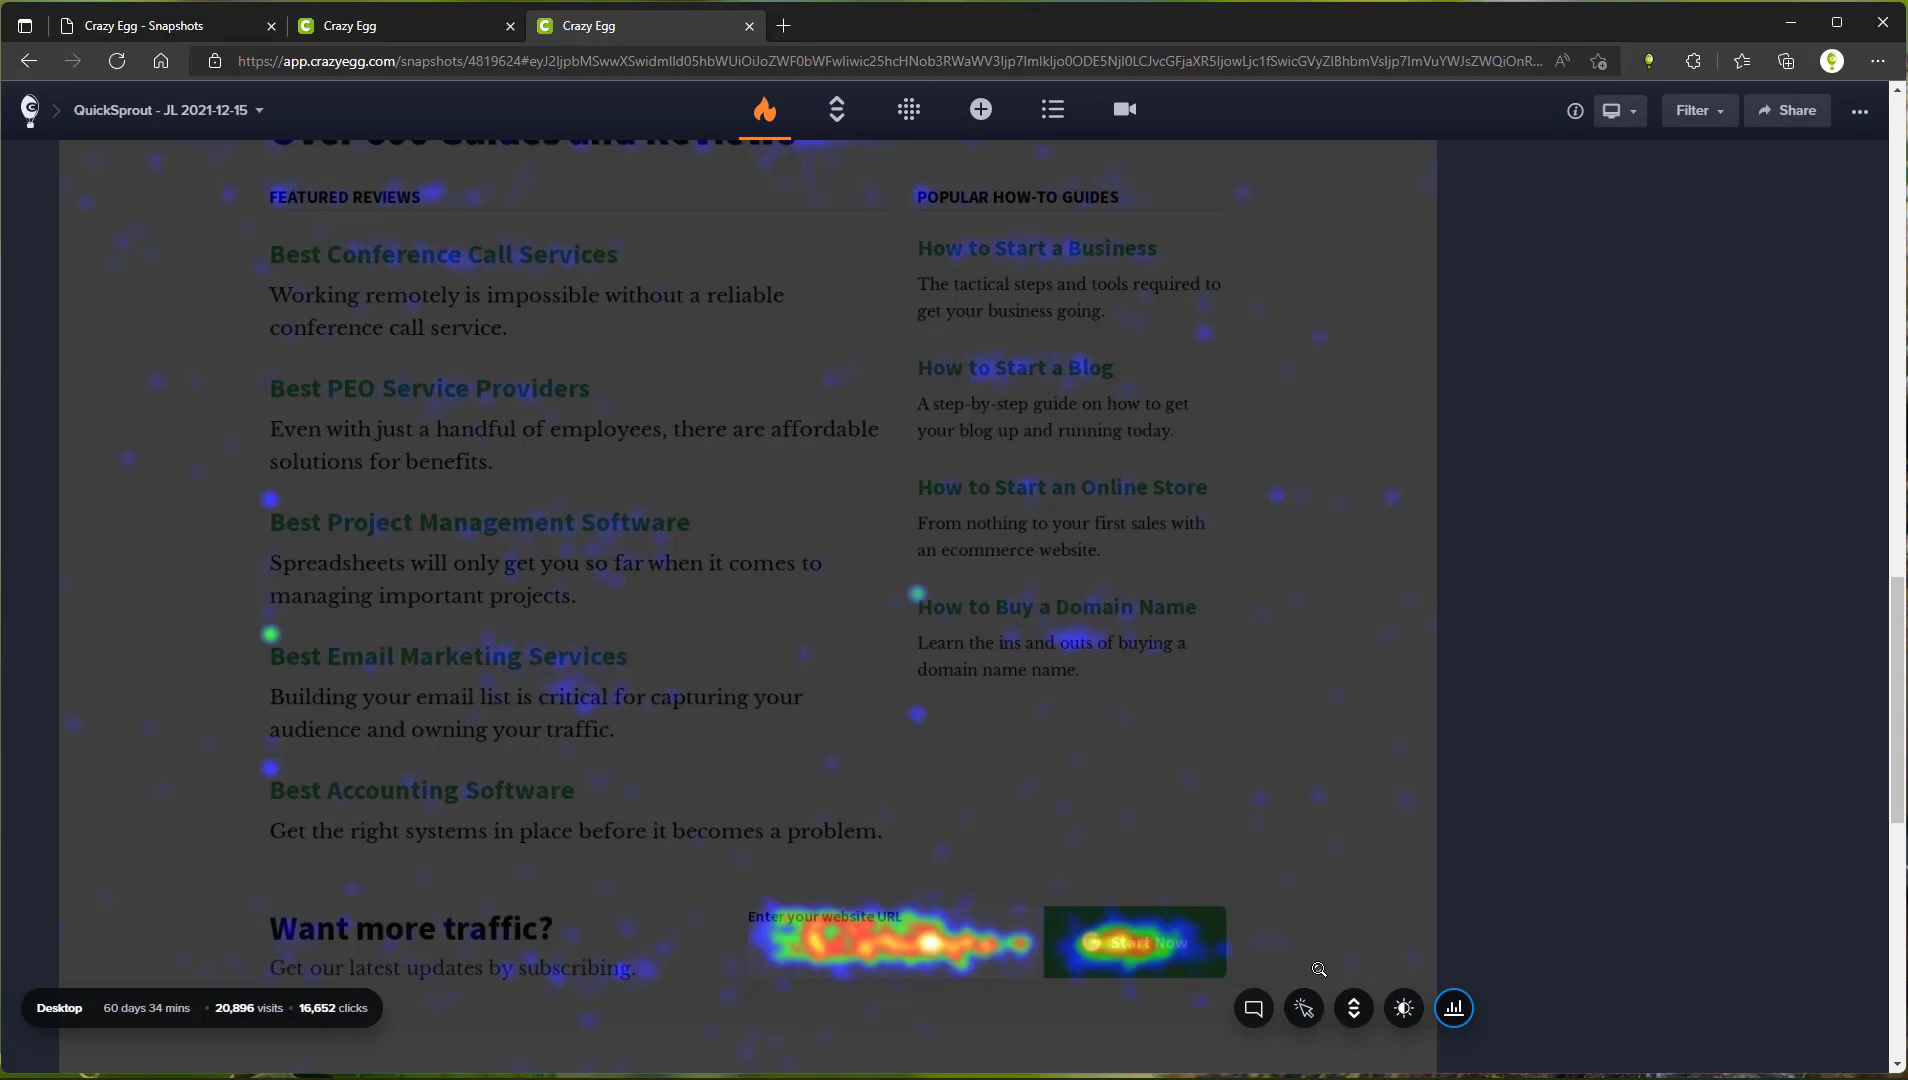 Crazy Egg - Snapshots
Crazy Egg
Crazy Egg
https://app.crazyegg.com/snapshots/4819624#
QuickSprout - JL 2021-12-15
Filter
Share
Over 600 Guides and Reviews
FEATURED REVIEWS
Best Conference Call Services
Working remotely is impossible without a reliable
conference call service.
Best PEO Service Providers
Even with just a handful of employees, there are affordable
solutions for benefits.
Best Project Management Software
Spreadsheets will only get you so far when it comes to
managing important projects.
Best Email Marketing Services
Building your email list is critical for capturing your
audience and owning your traffic.
Best Accounting Software
Get the right systems in place before it becomes a problem.
POPULAR HOW-TO GUIDES
How to Start a Business
The tactical steps and tools required to
get your business going.
How to Start a Blog
A step-by-step guide on how to get
your blog up and running today.
How to Start an Online Store
From nothing to your first sales with
an ecommerce website.
How to Buy a Domain Name
Learn the ins and outs of buying a
domain name name.
Want more traffic?
Get our latest updates by subscribing.
Enter your website URL
Start Now
Desktop 60 days 34 mins • 20,896 visits • 16,652 clicks